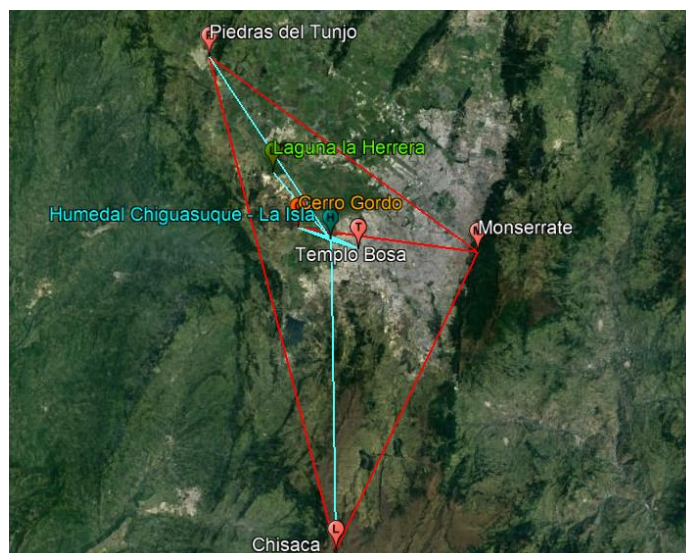 Piedras del Tunjo
Laguna la Herrera
Cerro Gordo
Humedal Chiguasuque - La Isla
T
Monserrate
Templo Bosa
L
Chisaca